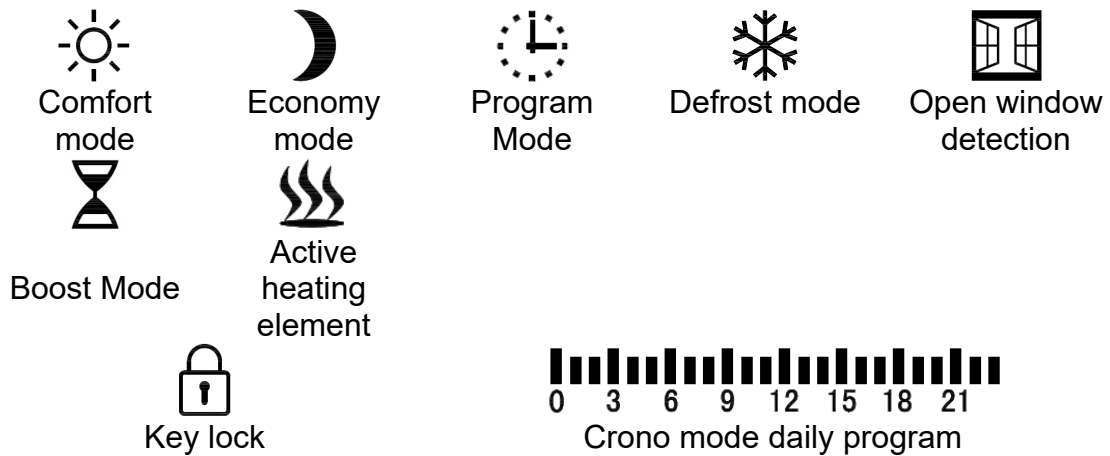 Comfort
mode
Economy
mode
Program
Mode
Defrost mode
Open window
detection
Boost Mode
Active
heating
element
Key lock
0 3 6 9 12 15 18 21
Crono mode daily program